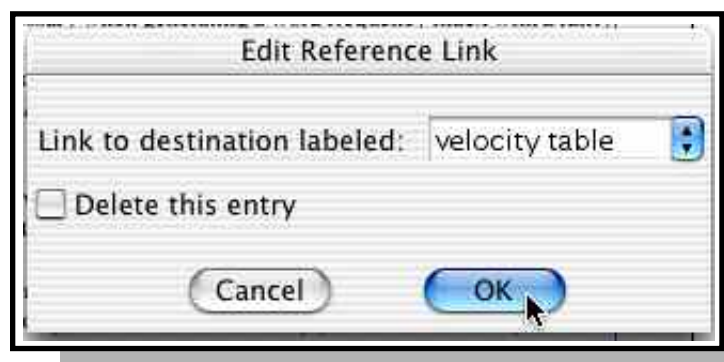 Edit Reference Link
Link to destination labeled: velocity table
Delete this entry
Cancel OK